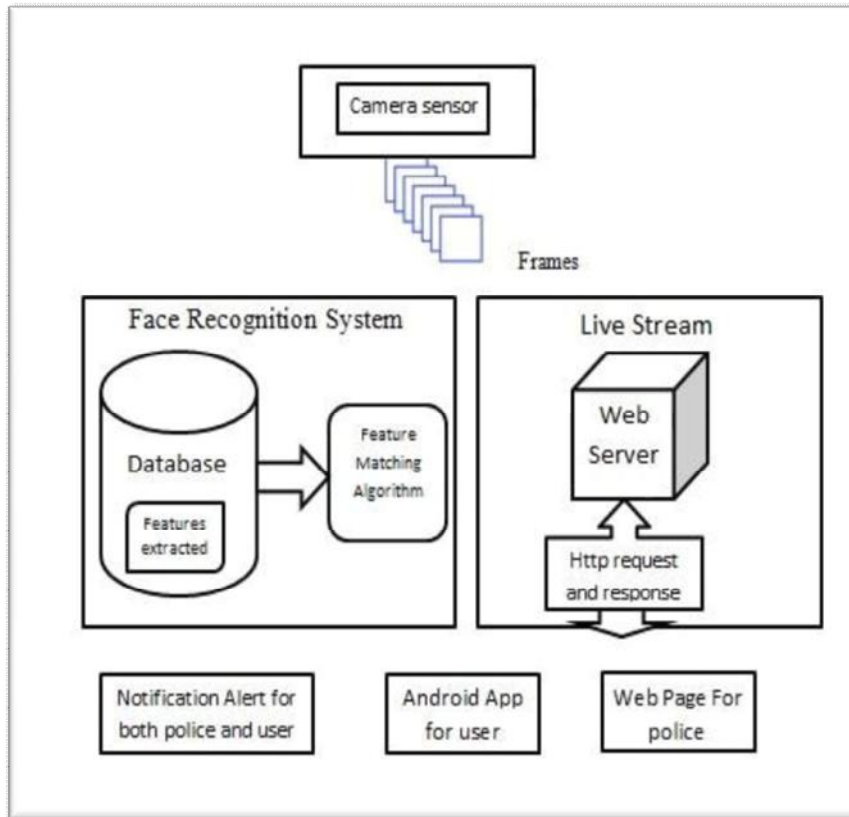 Camera sensor
Frames
Face Recognition System
Database
Features
extracted
Feature
Matching
Algorithm
Live Stream
Web
Server
Http request
and response
Notification Alert for
both police and user
Android App
for user
Web Page For
police